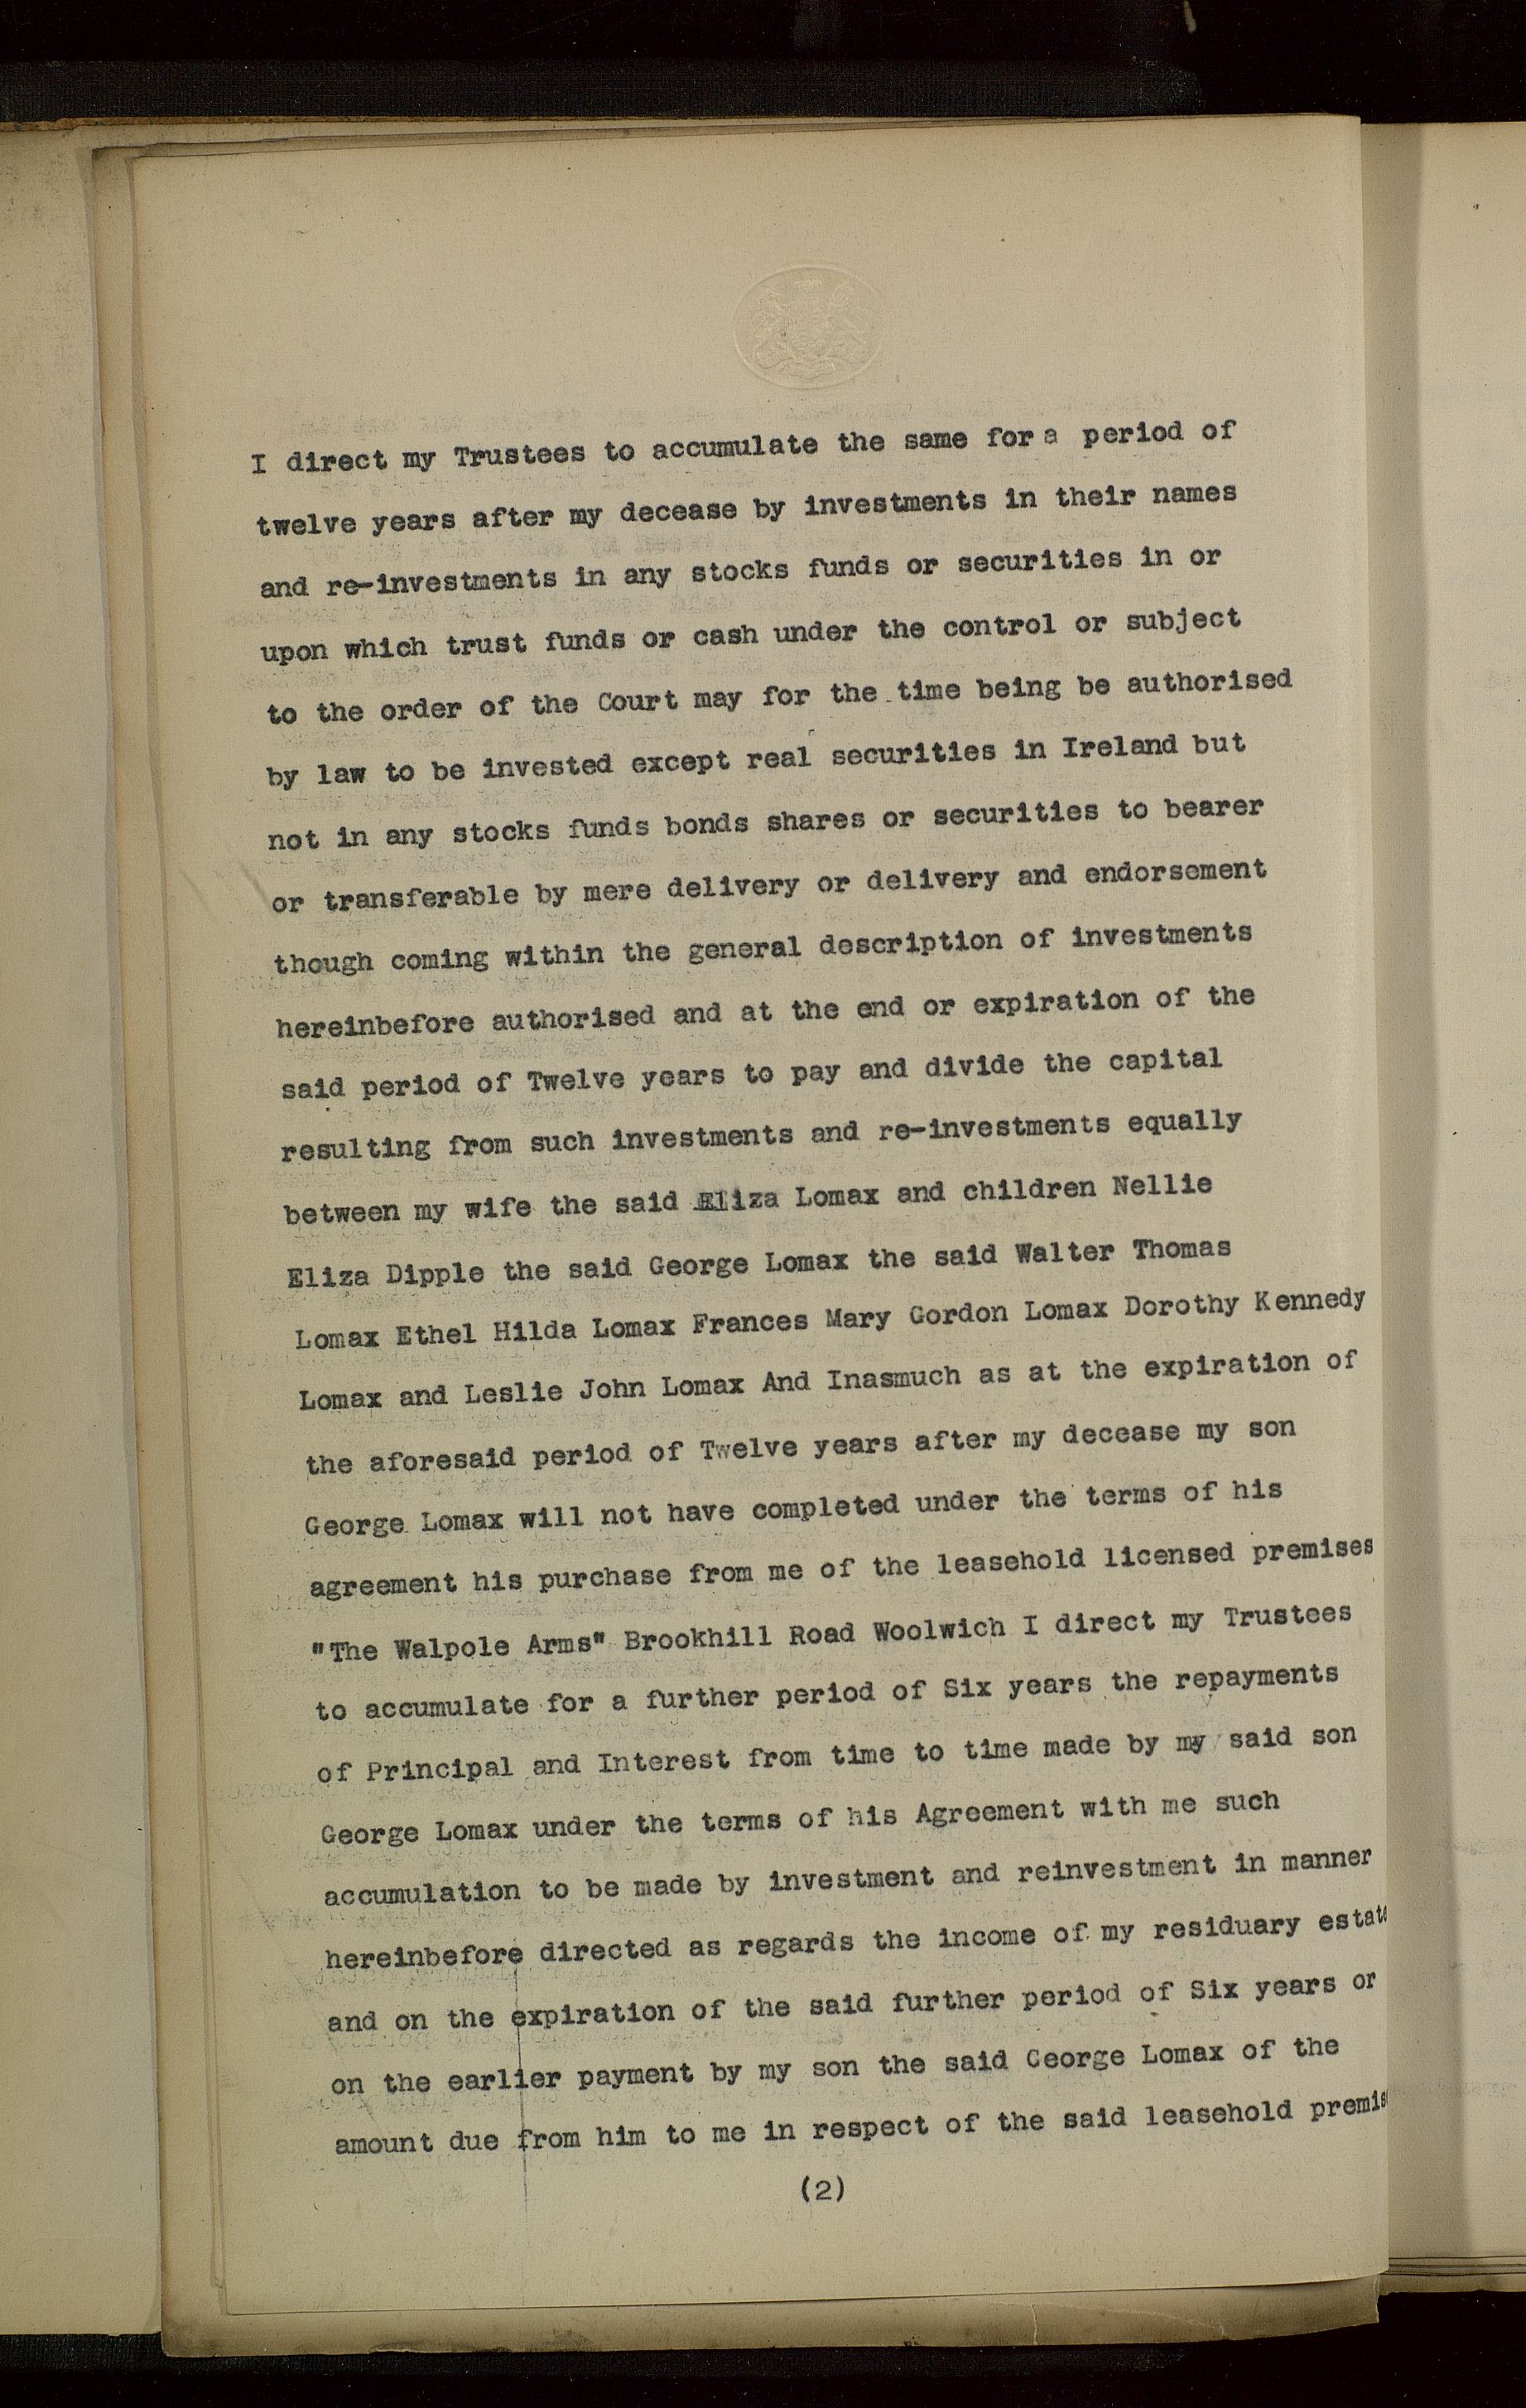 I direct my Trustees to accumulate the same for a period of
twelve years after my decease by investments in their names
and re-investments in any stocks funds or securities in or
upon which trust funds or cash under the control or subject
to the order of the Court may for the time being be authorised
by law to be invested except real securities in Ireland but
not in any stocks funds bonds shares or securities to bearer
or transferable by mere delivery or delivery and endorsement
though coming within the general description of investments
hereinbefore authorised and at the end or expiration of the
said period of Twelve years to pay and divide the capital
resulting from such investments and re-investments equally
between my wife the said Eliza Lomax and children Nellie
Eliza Dipple the said George Lomax the said Walter Thomas
Lomax Ethel Hilda Lomax Frances Mary Gordon Lomax Dorothy Kennedy
Lomax and Leslie John Lomax And Inasmuch as at the expiration of
the aforesaid period of Twelve years after my decease my son
George Lomax will not have completed under the terms of his
agreement his purchase from me of the leasehold licensed premises
"The Walpole Arms" Brookhill Road Woolwich I direct my Trustees
to accumulate for a further period of Six years the repayments
of Principal and Interest from time to time made by my said son
George Lomax under the terms of his Agreement with me such
accumulation to be made by investment and reinvestment in manner
hereinbefore directed as regards the income of my residuary estate
and on the expiration of the said further period of Six years or
on the earlier payment by my son the said George Lomax of the
amount due from him to me in respect of the said leasehold premis
(2)